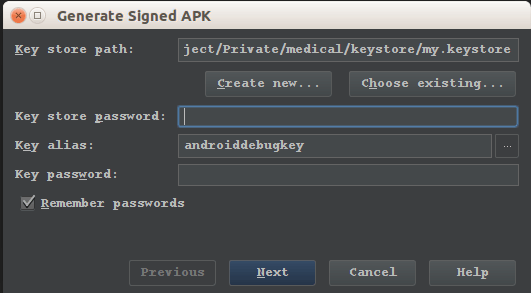 Generate Signed APK
Key store path: ject/Private/medical/keystore/my.keystore
Create new... Choose existing...
Key store password:
Key alias: androiddebugkey ...
Key password:
Remember passwords
Previous Next Cancel Help